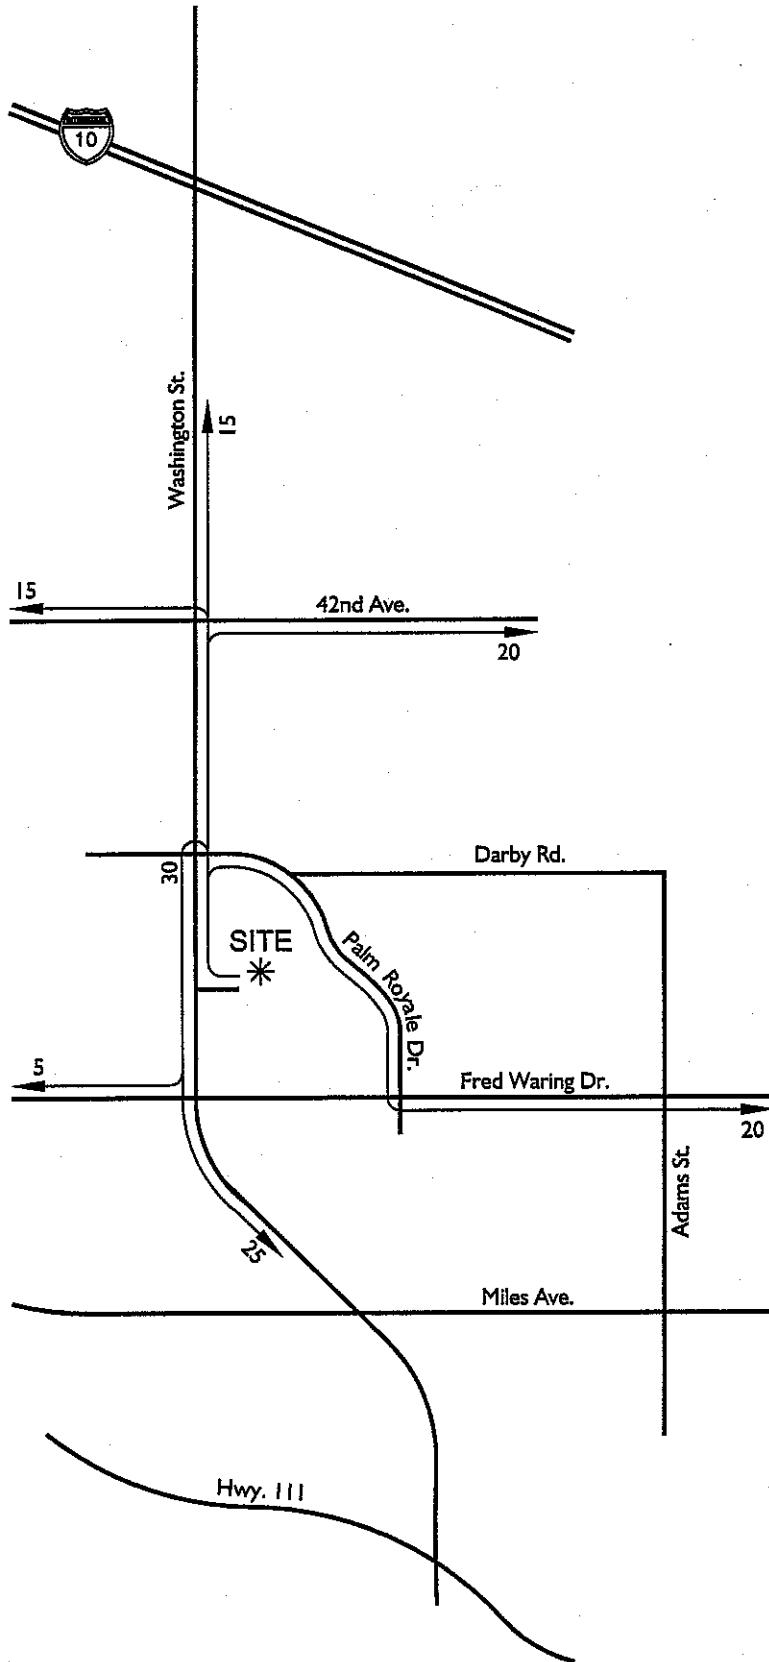 10
Washington St.
15
15
42nd Ave.
20
30
Darby Rd.
SITE
Palm Royale Dr.
5
Fred Waring Dr.
20
Adams St.
25
Miles Ave.
Hwy. 111